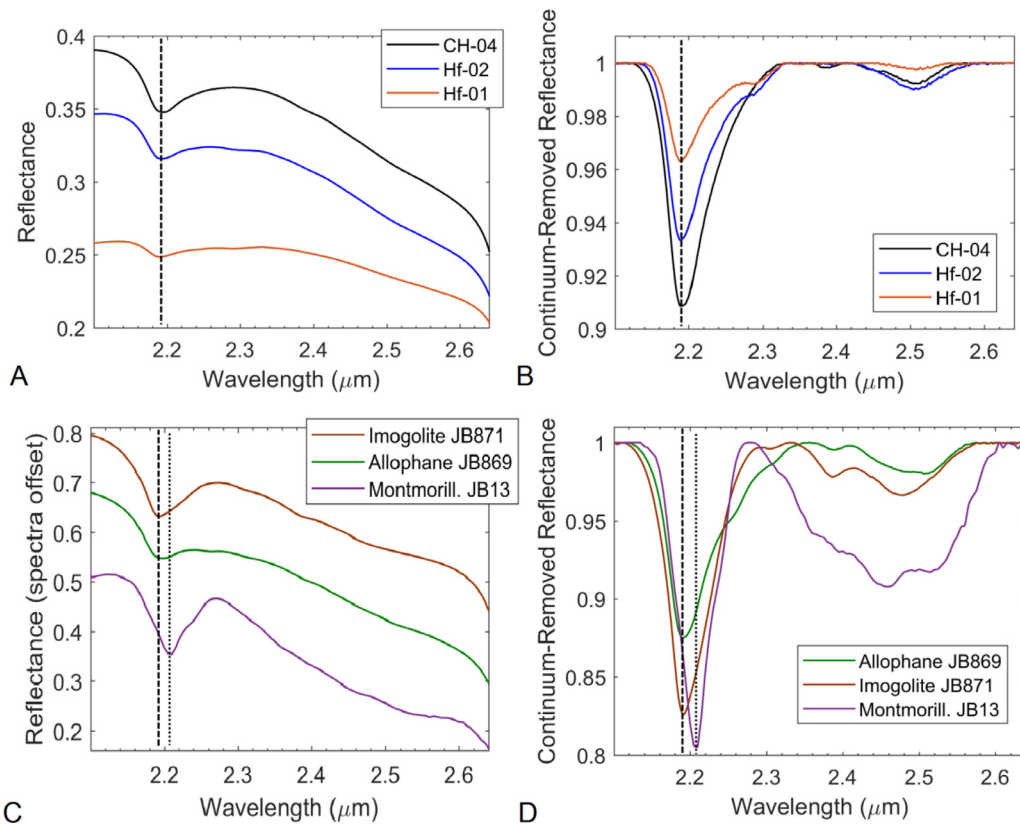 0.4
0.35
0.3
0.25
0.2
Reflectance
2.2
2.3
2.4
2.5
2.6
Wavelength (μm)
CH-04
Hf-02
Hf-01
A
1
0.98
0.96
0.94
0.92
0.9
Continuum-Removed Reflectance
2.2
2.3
2.4
2.5
2.6
Wavelength (μm)
CH-04
Hf-02
Hf-01
B
0.8
0.7
0.6
0.5
0.4
0.3
0.2
Reflectance (spectra offset)
2.2
2.3
2.4
2.5
2.6
Wavelength (μm)
Imogolite JB871
Allophane JB869
Montmorill. JB13
C
1
0.95
0.9
0.85
0.8
Continuum-Removed Reflectance
2.2
2.3
2.4
2.5
2.6
Wavelength (μm)
Allophane JB869
Imogolite JB871
Montmorill. JB13
D